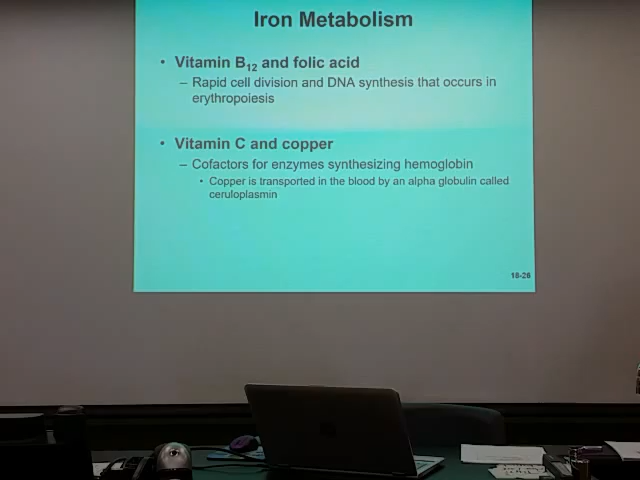 Iron Metabolism
• Vitamin B12 and folic acid
– Rapid cell division and DNA synthesis that occurs in
erythropoiesis
• Vitamin C and copper
– Cofactors for enzymes synthesizing hemoglobin
• Copper is transported in the blood by an alpha globulin called
ceruloplasmin
18-26